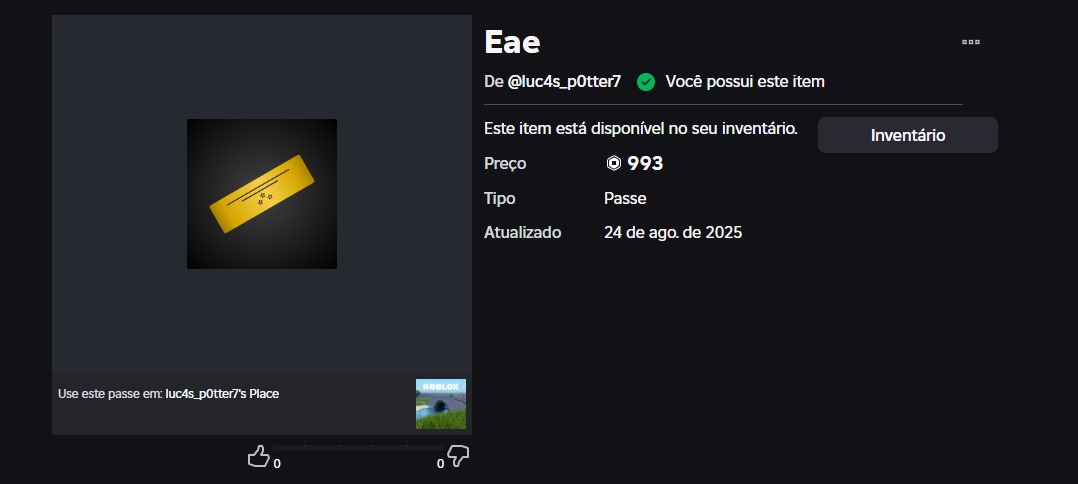 Eae
De @luc4s_p0tter7 Você possui este item
Este item está disponível no seu inventário.
Inventário
Preço 993
Tipo Passe
Atualizado 24 de ago. de 2025
Use este passe em: luc4s_p0tter7's Place
ROBLOX
0 0